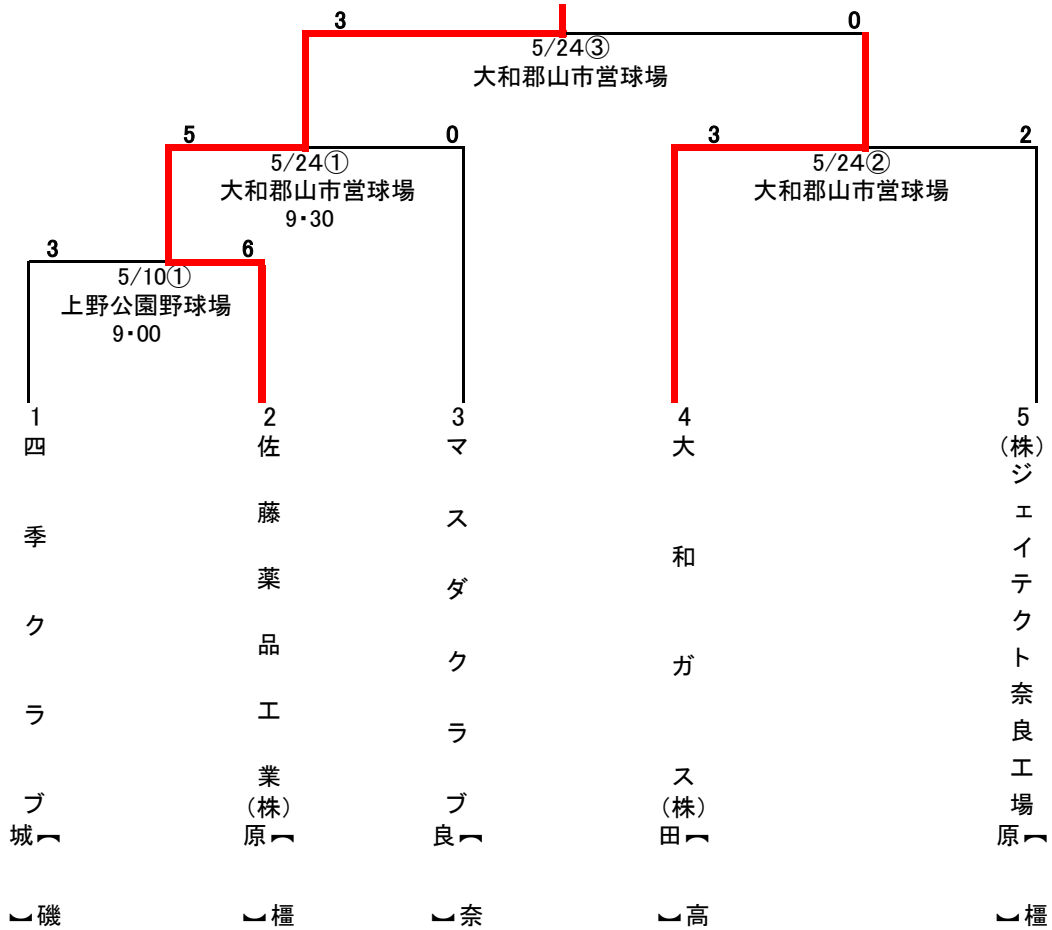 3
0
5/24③
大和郡山市営球場
5
0
5/24①
大和郡山市営球場
9・30
3
2
5/24②
大和郡山市営球場
3
6
5/10①
上野公園野球場
9・00
1
四季クラブ
【磯城】
2
佐藤薬品工業(株)
【橿原】
3
マスダクラブ
【奈良】
4
大和ガス(株)
【高田】
5
(株)ジェイテクト奈良工場
【橿原】